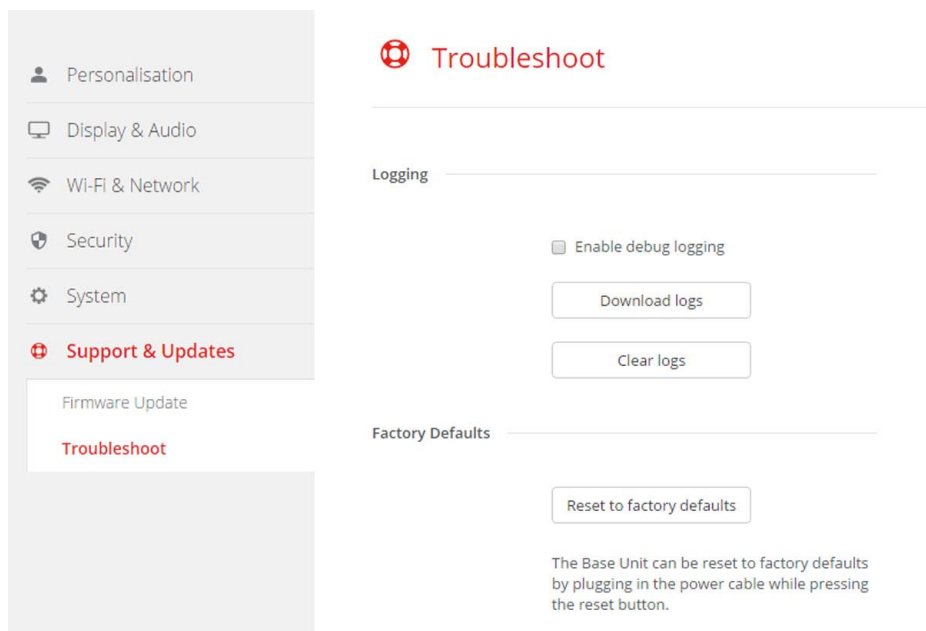 Personalisation
Display & Audio
Wi-Fi & Network
Security
System
Support & Updates
Firmware Update
Troubleshoot
Troubleshoot
Logging
Enable debug logging
Download logs
Clear logs
Factory Defaults
Reset to factory defaults
The Base Unit can be reset to factory defaults
by plugging in the power cable while pressing
the reset button.